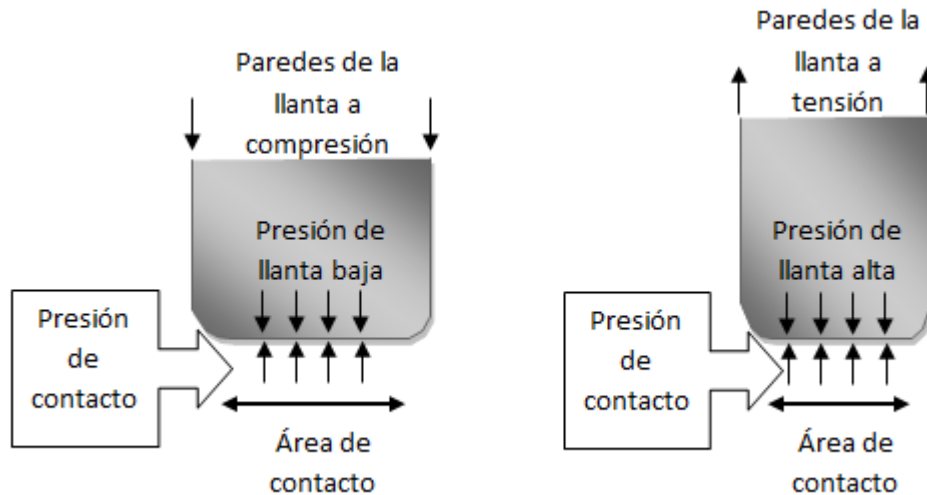 Paredes de la
llanta a
compresión
Presión de
llanta baja
Presión
de
contacto
Área de
contacto
Paredes de la
llanta a
tensión
Presión de
llanta alta
Presión
de
contacto
Área de
contacto